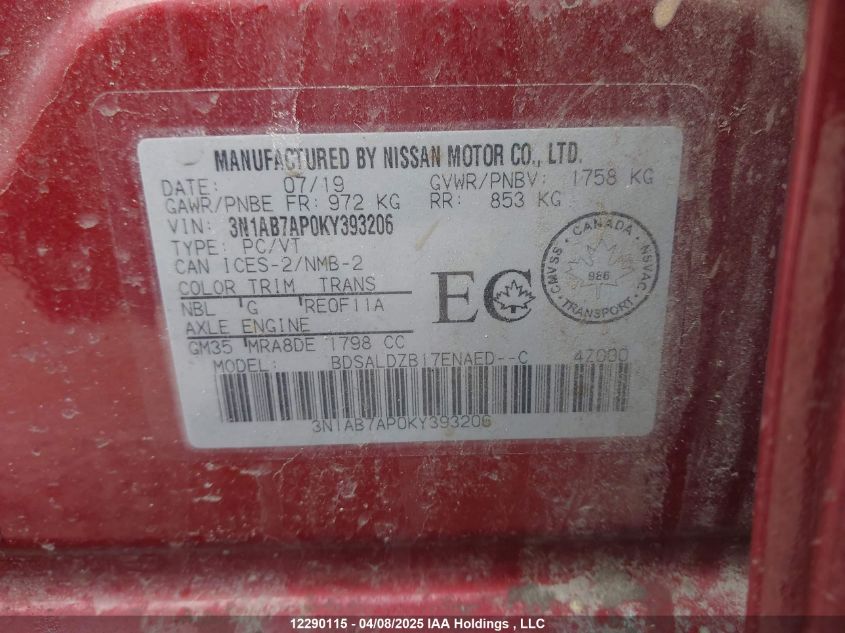 MANUFACTURED BY NISSAN MOTOR CO., LTD.
DATE: 07/19 GVWR/PNBV: 1758 KG
GAWR/PNBE FR: 972 KG RR: 853 KG
VIN: 3N1AB7AP0KY393206
TYPE: PC/VT
CAN ICES-2/NMB-2
COLOR TRIM TRANS
NBL G RE0F11A
AXLE ENGINE
GM35 MRA8DE 1798 CC
MODEL: BDSALDZB17ENAED--C 4Z000
3N1AB7AP0KY393206
EC
CANADA
CMVSS NSVAC
986
TRANSPORT
12290115 - 04/08/2025 IAA Holdings , LLC